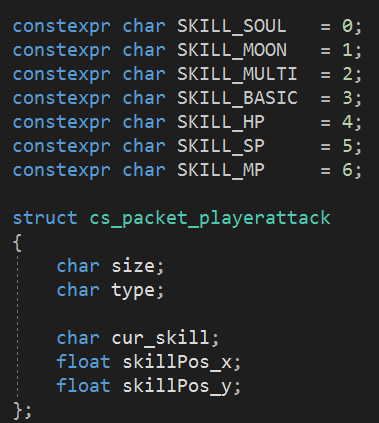 constexpr char SKILL_SOUL   = 0;
constexpr char SKILL_MOON   = 1;
constexpr char SKILL_MULTI  = 2;
constexpr char SKILL_BASIC  = 3;
constexpr char SKILL_HP     = 4;
constexpr char SKILL_SP     = 5;
constexpr char SKILL_MP     = 6;
struct cs_packet_playerattack
{
    char size;
    char type;
    char cur_skill;
    float skillPos_x;
    float skillPos_y;
};